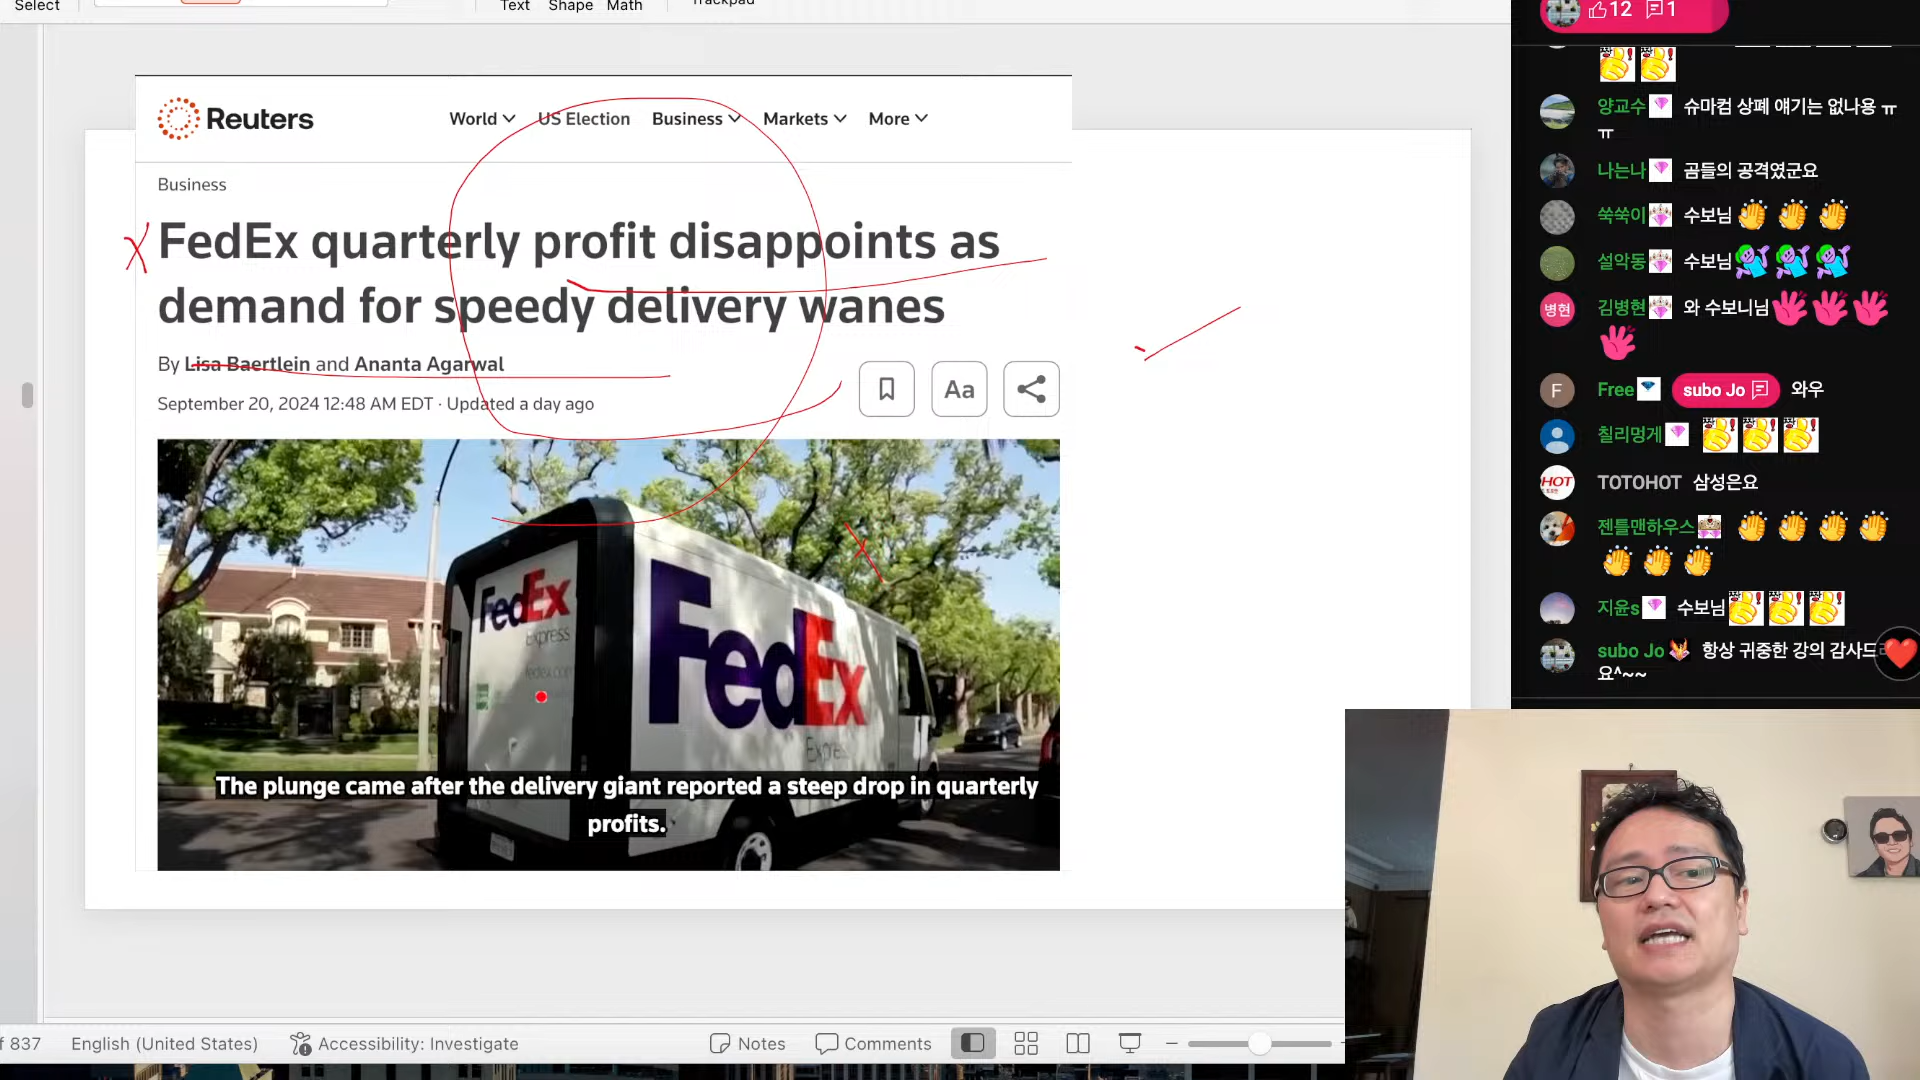 Select
Text Shape Math
Trackpad
Reuters
World US Election Business Markets More
Business
FedEx quarterly profit disappoints as
demand for speedy delivery wanes
By Lisa Baertlein and Ananta Agarwal
September 20, 2024 12:48 AM EDT · Updated a day ago
Aa
FedEx
Express
FedEx
Express
The plunge came after the delivery giant reported a steep drop in quarterly
profits.
f 837 English (United States) Accessibility: Investigate Notes Comments
12 1
양교수 슈마컴 상폐 얘기는 없나용 ㅠ
ㅠ
나는나 곰들의 공격였군요
쑥쑥이 수보님
설악동 수보님
병현 김병현 와 수보니님
F Free subo Jo 와우
칠리멍게
HOT TOTOHOT 삼성은요
젠틀맨하우스
지윤s 수보님
subo Jo 항상 귀중한 강의 감사드
요^~~